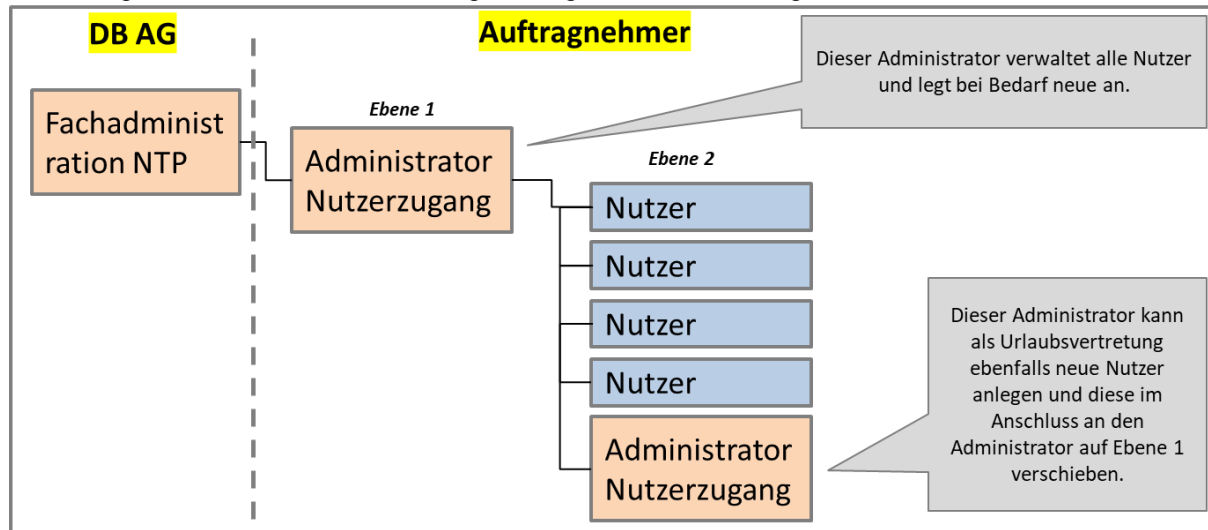 DB AG
Auftragnehmer
Dieser Administrator verwaltet alle Nutzer
und legt bei Bedarf neue an.
Fachadminist
ration NTP
Ebene 1
Administrator
Nutzerzugang
Ebene 2
Nutzer
Nutzer
Nutzer
Nutzer
Administrator
Nutzerzugang
Dieser Administrator kann
als Urlaubsvertretung
ebenfalls neue Nutzer
anlegen und diese im
Anschluss an den
Administrator auf Ebene 1
verschieben.